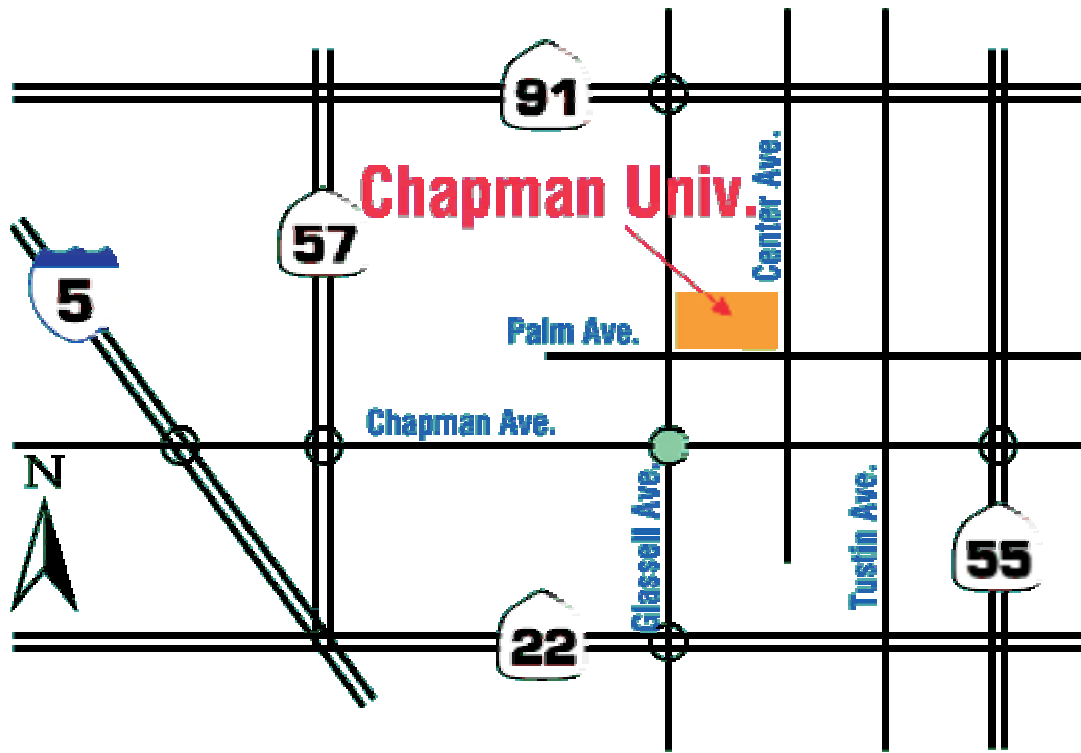 91
Center Ave.
Chapman Univ.
57
5
Palm Ave.
Chapman Ave.
N
Glassell Ave.
Tustin Ave.
55
22